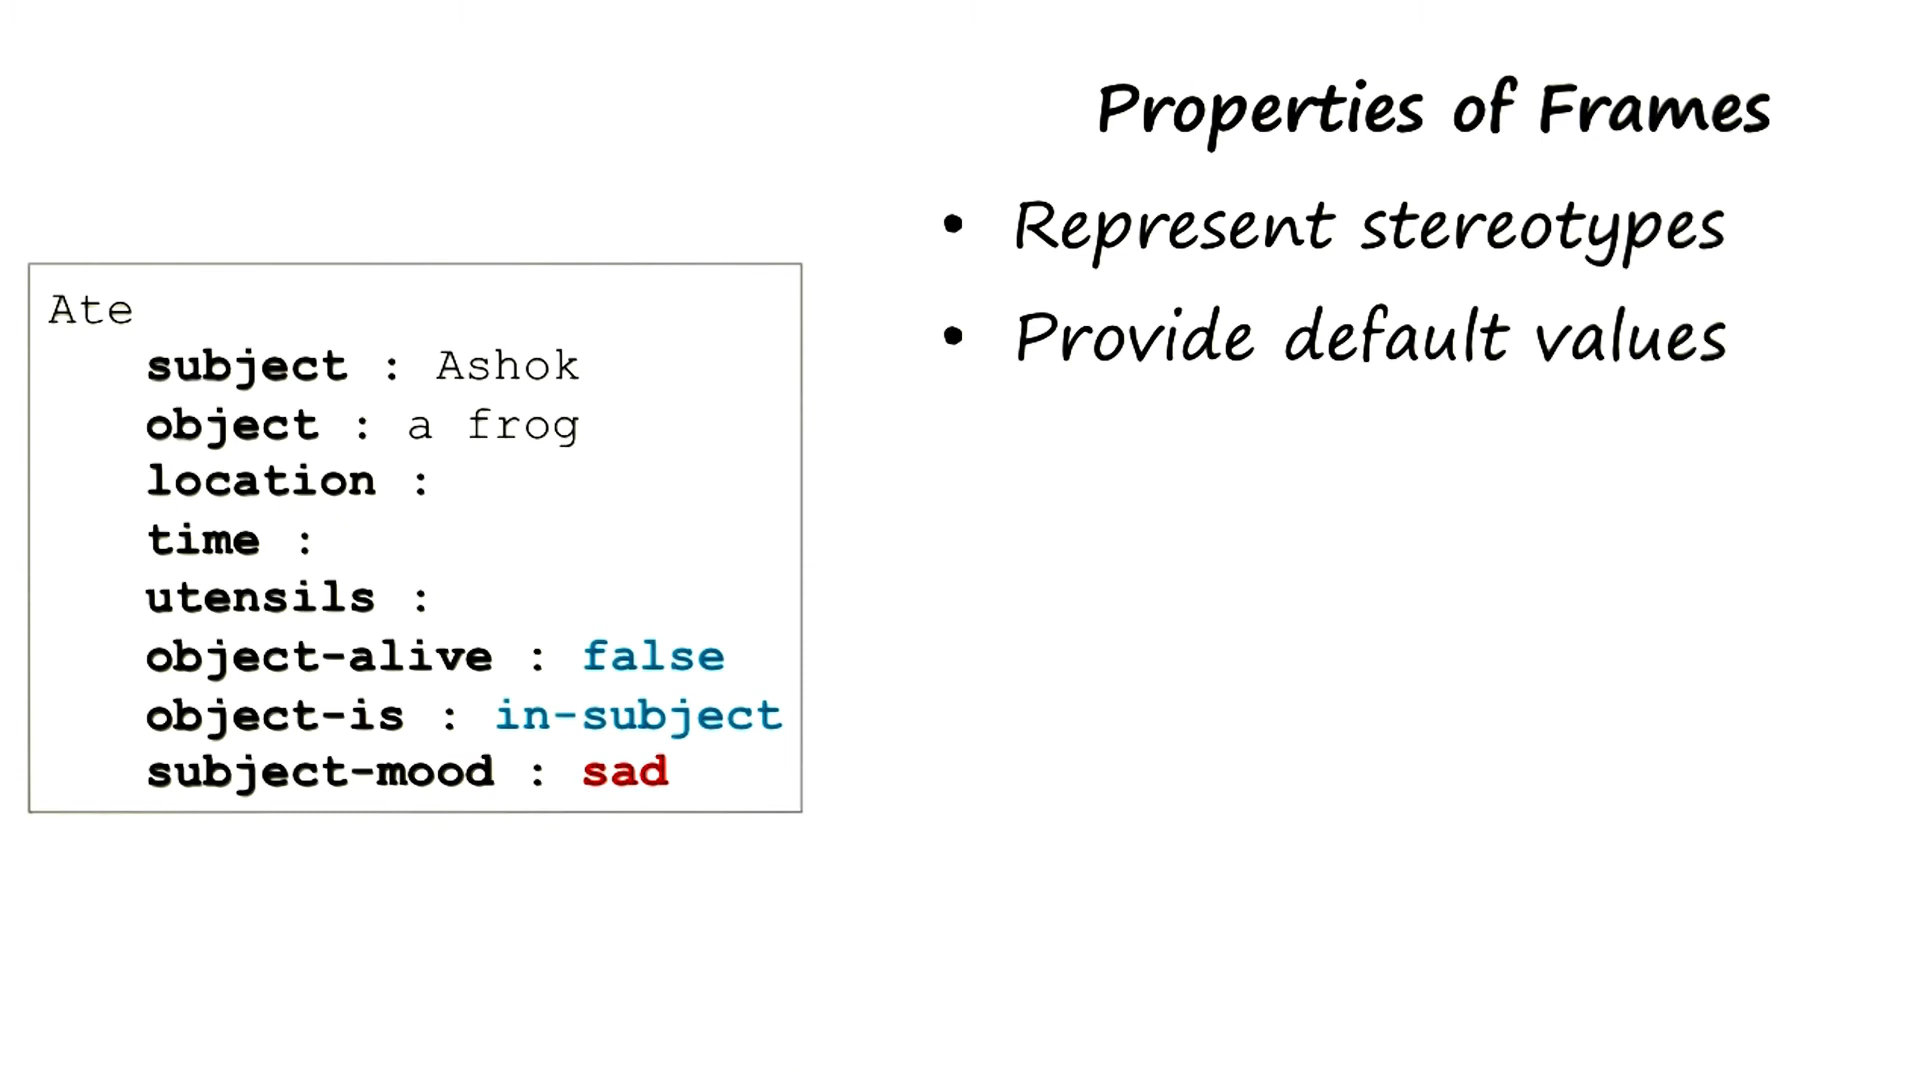 Ate
subject : Ashok
object : a frog
location :
time :
utensils :
object-alive : false
object-is : in-subject
subject-mood : sad
Properties of Frames
• Represent stereotypes
• Provide default values